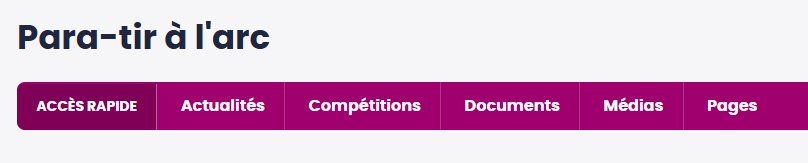 Para-tir à l'arc
ACCÈS RAPIDE Actualités Compétitions Documents Médias Pages